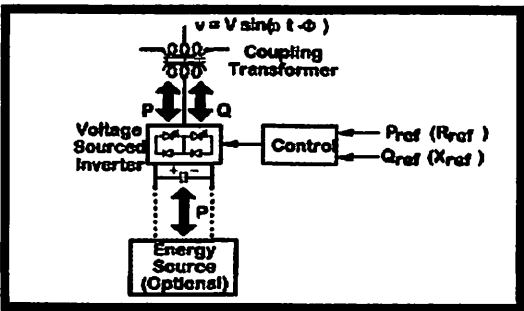 v = V sin(ω t - Φ )
Coupling
Transformer
P
Q
Voltage
Sourced
Inverter
Control
Pref (Rref )
Qref (Xref )
+ -
P
Energy
Source
(Optional)